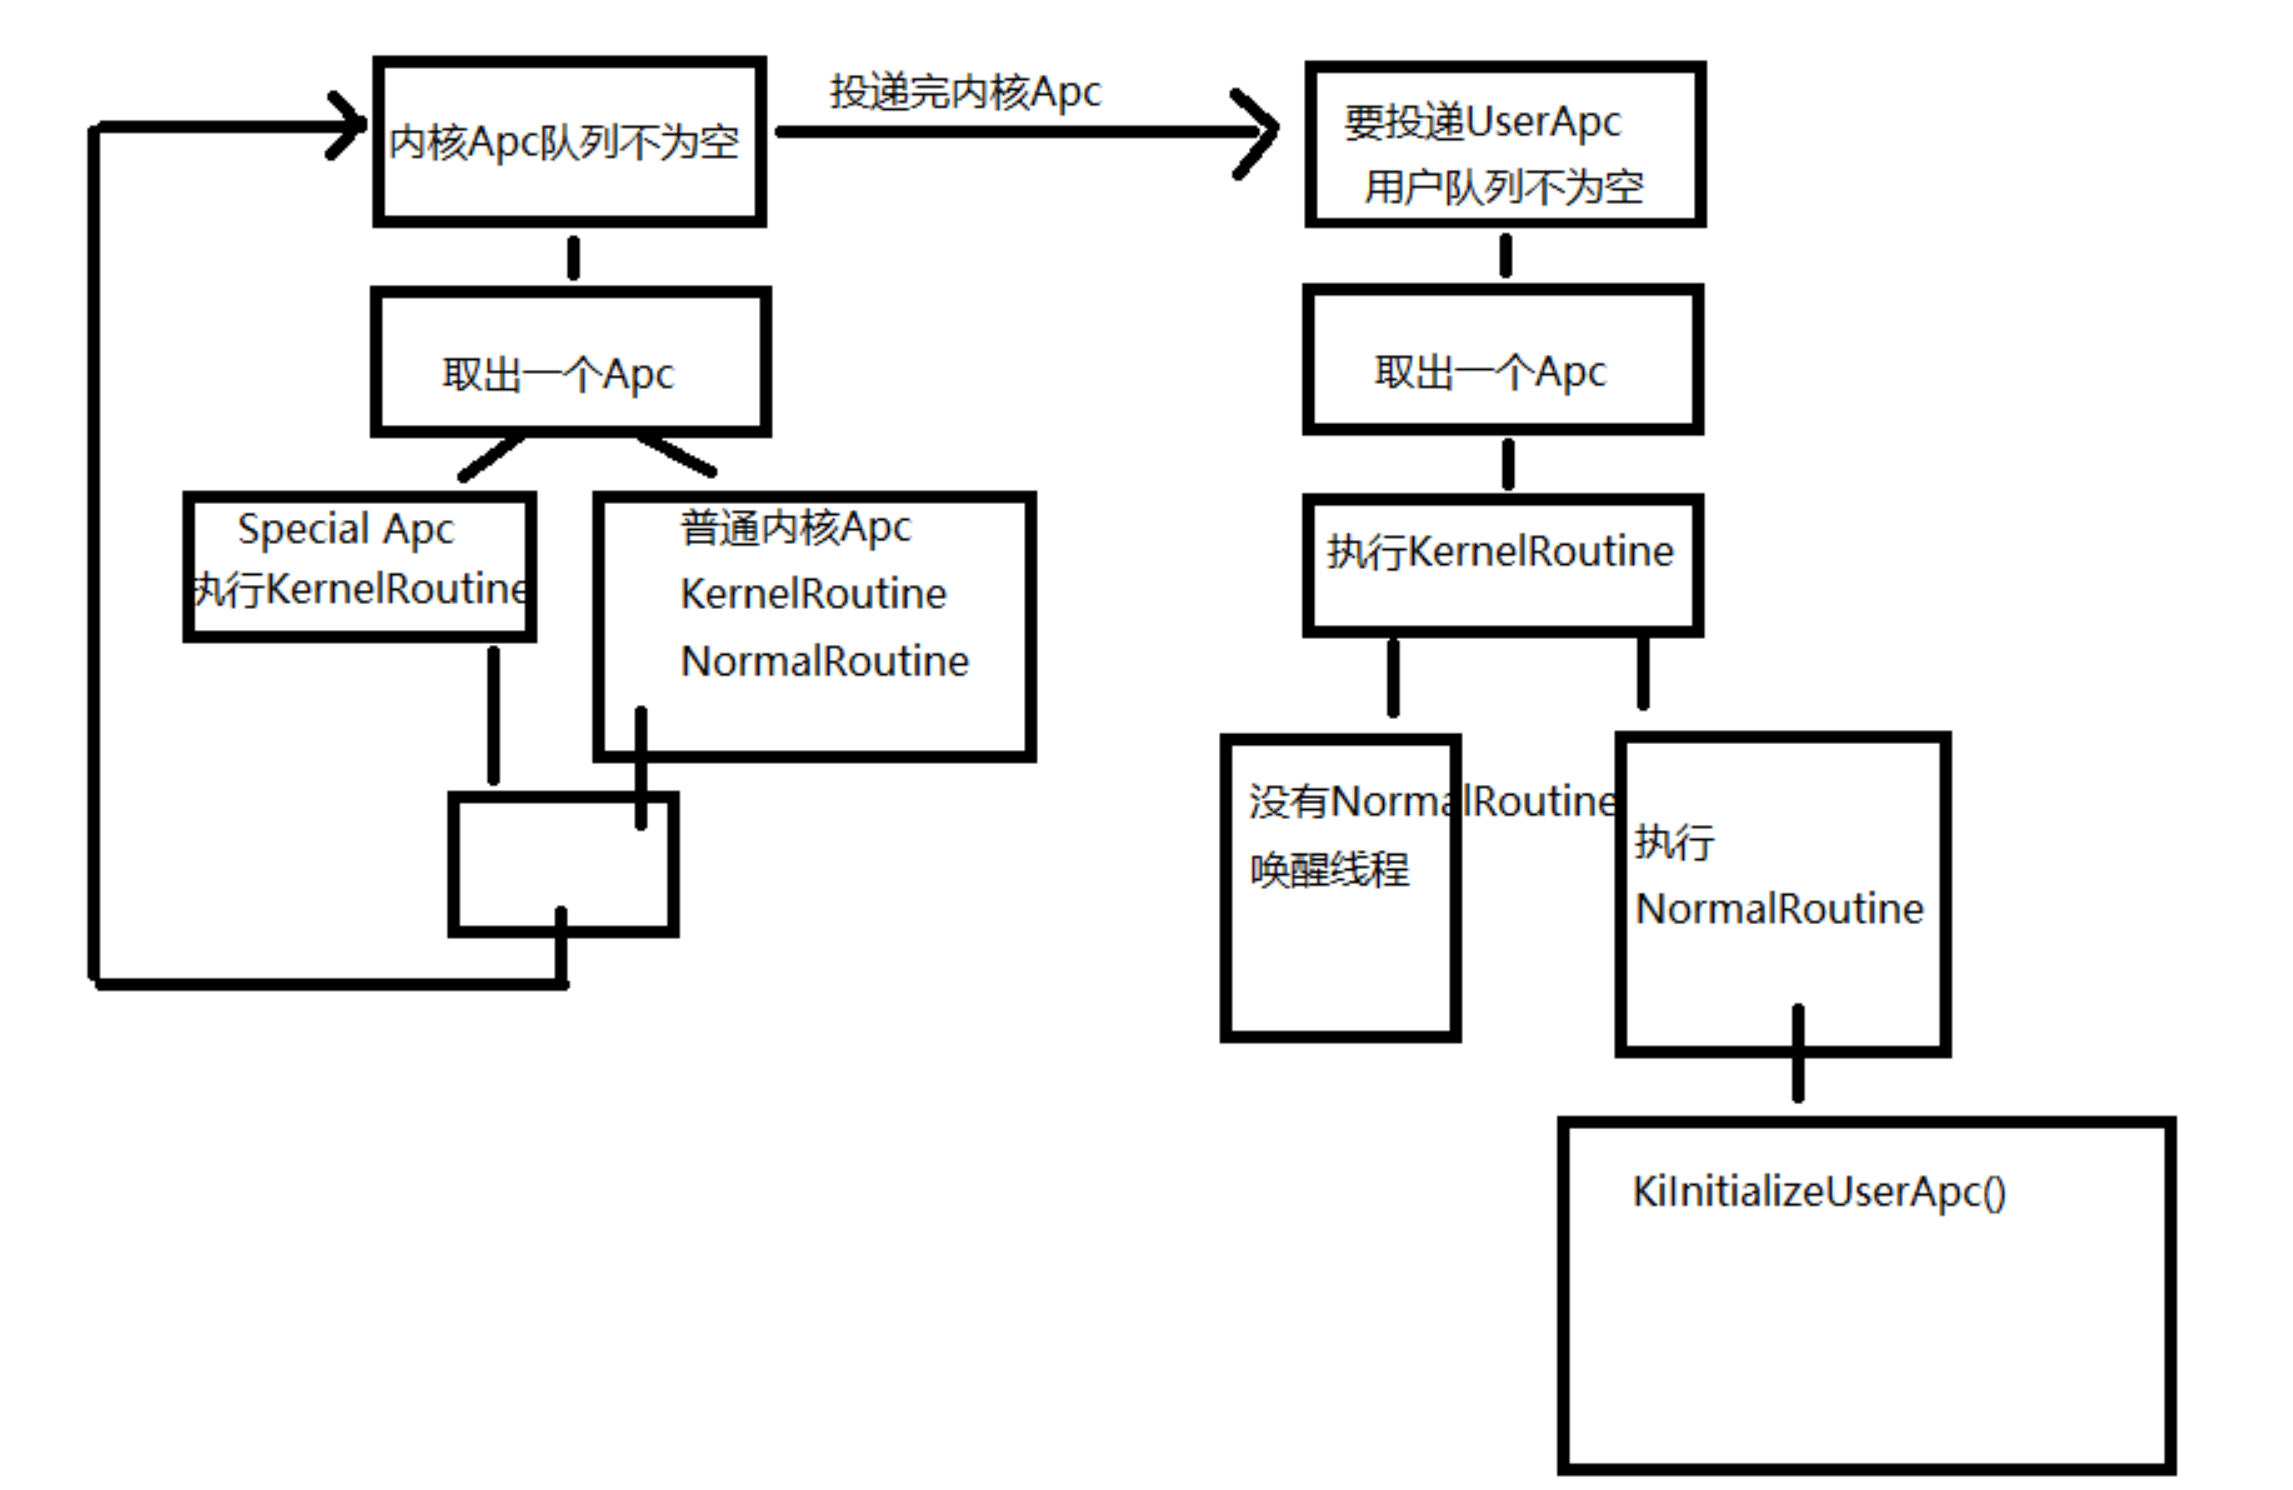 内核Apc队列不为空
投递完内核Apc
要投递UserApc
用户队列不为空
取出一个Apc
取出一个Apc
Special Apc
执行KernelRoutine
普通内核Apc
KernelRoutine
NormalRoutine
执行KernelRoutine
没有NormalRoutine
唤醒线程
执行
NormalRoutine
KiInitializeUserApc()